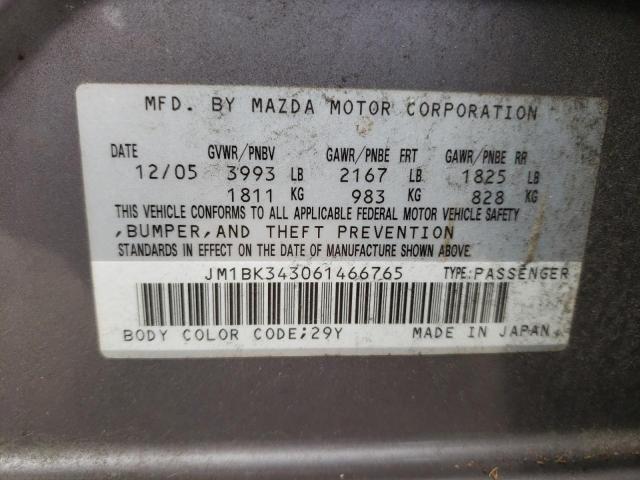 MFD. BY MAZDA MOTOR CORPORATION
DATE GVWR/PNBV GAWR/PNBE FRT GAWR/PNBE RR
12/05 3993 LB 2167 LB 1825 LB
1811 KG 983 KG 828 KG
THIS VEHICLE CONFORMS TO ALL APPLICABLE FEDERAL MOTOR VEHICLE SAFETY
,BUMPER,AND THEFT PREVENTION
STANDARDS IN EFFECT ON THE DATE OF MANUFACTURE SHOWN ABOVE.
JM1BK343061466765 TYPE:PASSENGER
BODY COLOR CODE;29Y MADE IN JAPAN